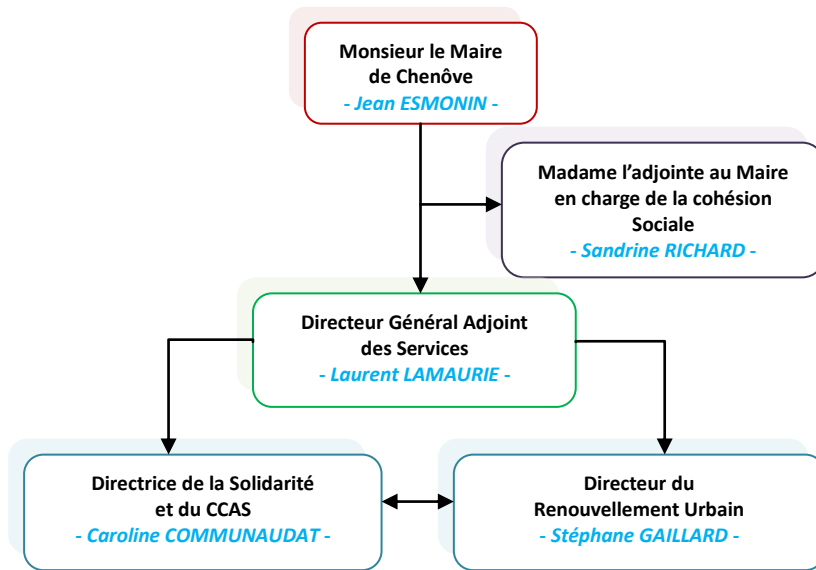 Monsieur le Maire
de Chenôve
- Jean ESMONIN -
Madame l’adjointe au Maire
en charge de la cohésion
Sociale
- Sandrine RICHARD -
Directeur Général Adjoint
des Services
- Laurent LAMAURIE -
Directrice de la Solidarité
et du CCAS
- Caroline COMMUNAUDAT -
Directeur du
Renouvellement Urbain
- Stéphane GAILLARD -